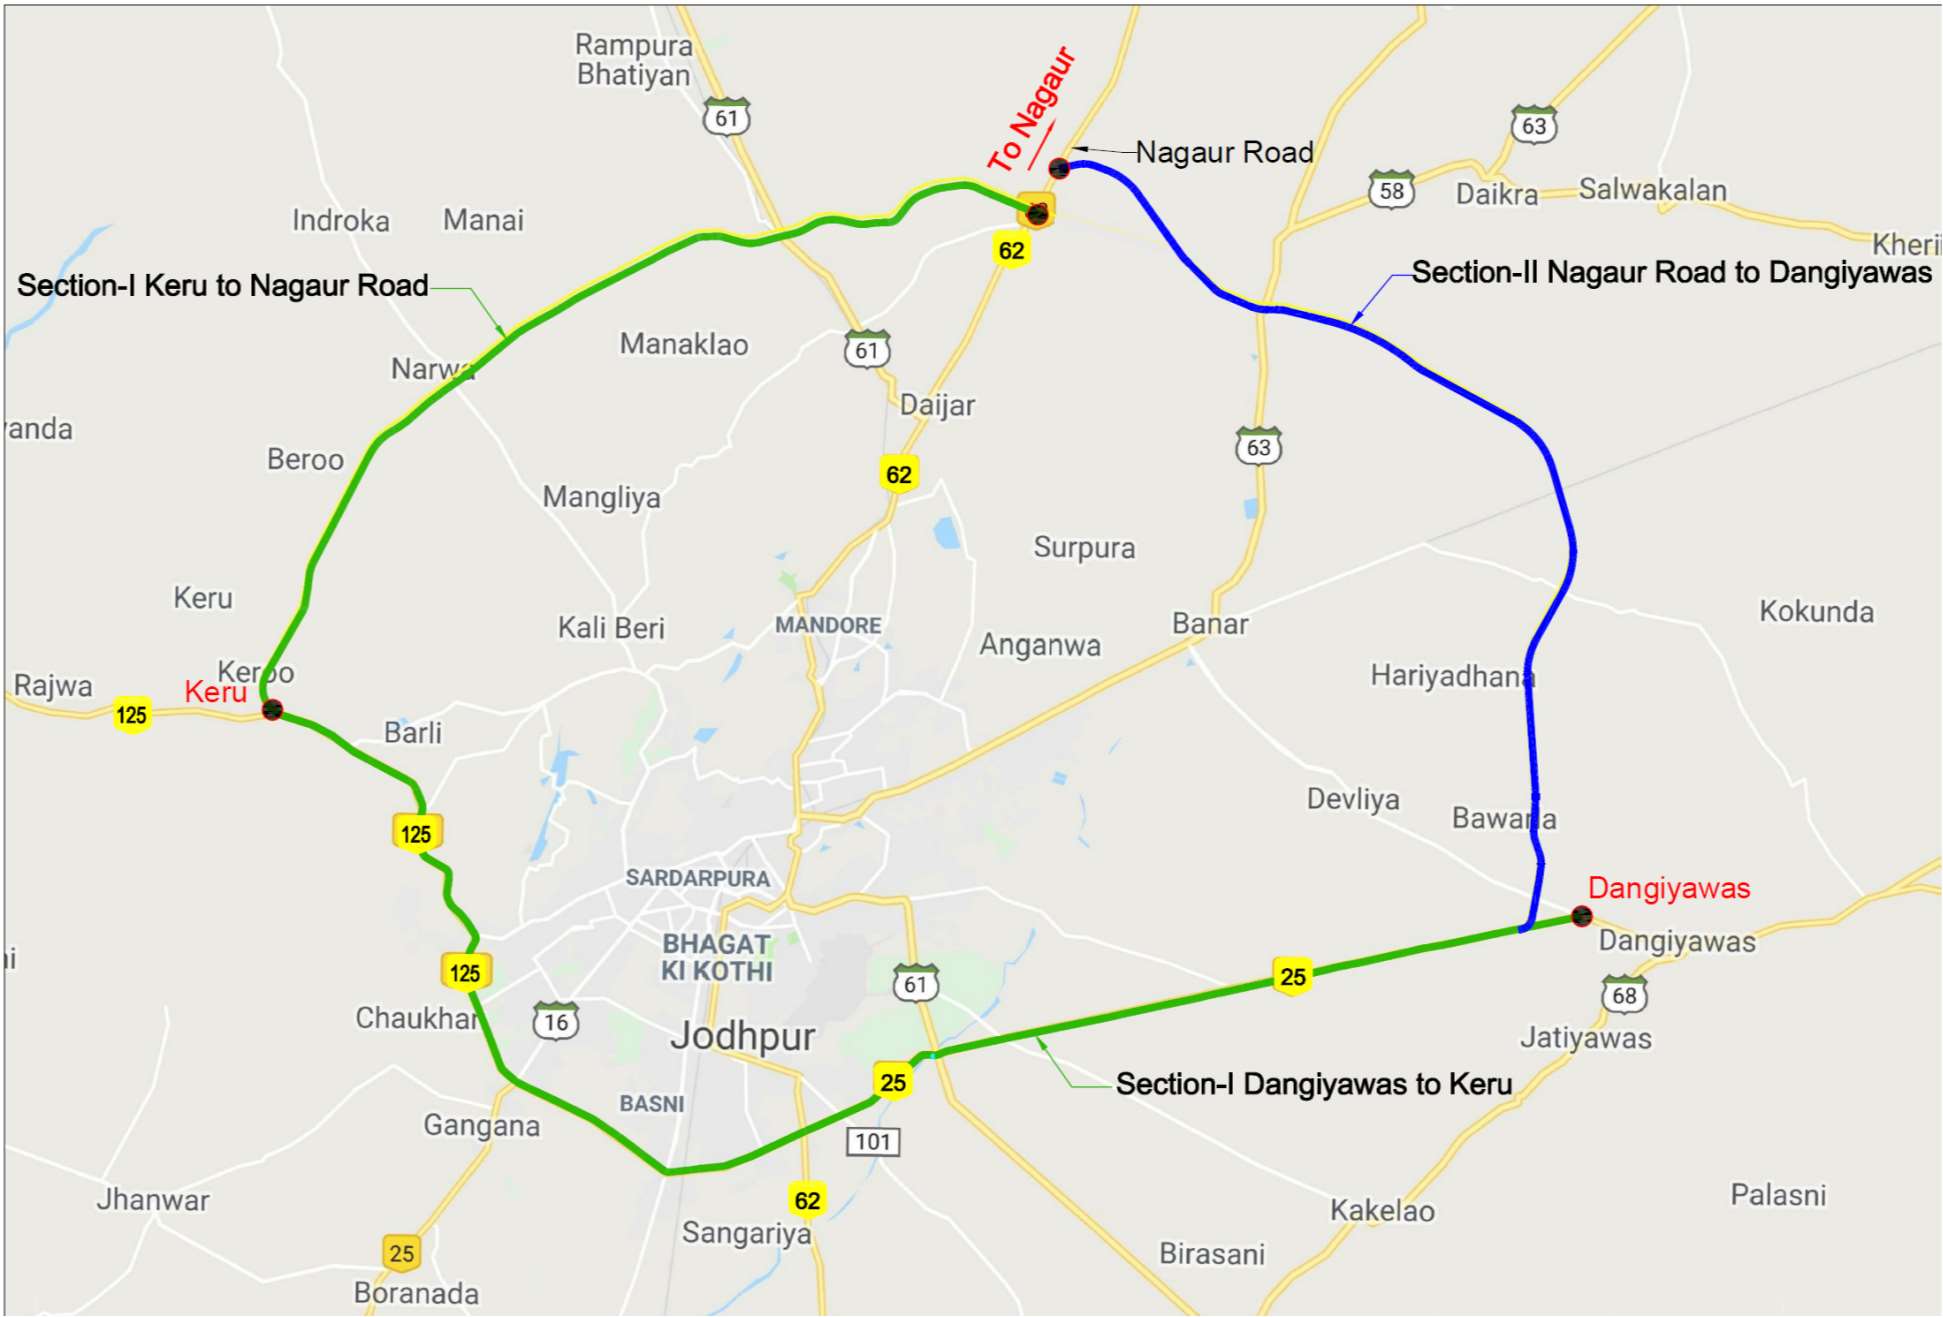 Rampura
Bhatiyan
61
To Nagaur
Nagaur Road
63
58
Daikra
Salwakalan
Indroka
Manai
62
Section-I Keru to Nagaur Road
Section-II Nagaur Road to Dangiyawas
Manaklao
61
Narwa
Daijar
anda
Beroo
63
62
Mangliya
Surpura
Keru
Kali Beri
MANDORE
Anganwa
Banar
Kokunda
Keroo
Rajwa
Keru
125
Hariyadhana
Barli
Devliya
Bawarla
125
SARDARPURA
Dangiyawas
BHAGAT
KI KOTHI
Dangiyawas
125
61
25
68
Chaukhar
16
Jodhpur
Jatiyawas
25
Section-I Dangiyawas to Keru
BASNI
Gangana
101
Jhanwar
62
Sangariya
Kakelao
Palasni
25
Birasani
Boranada